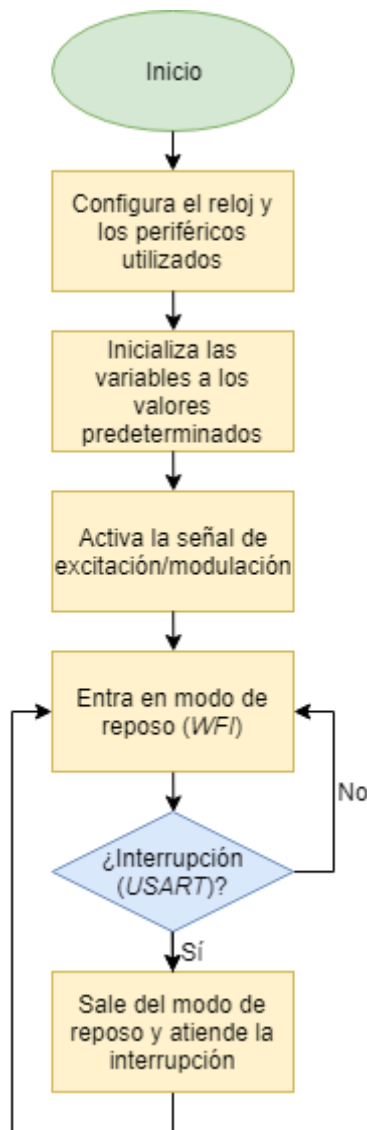 Inicio
Configura el reloj y
los periféricos
utilizados
Inicializa las
variables a los
valores
predeterminados
Activa la señal de
excitación/modulación
Entra en modo de
reposo (WFI)
No
¿Interrupción
(USART)?
Sí
Sale del modo de
reposo y atiende la
interrupción